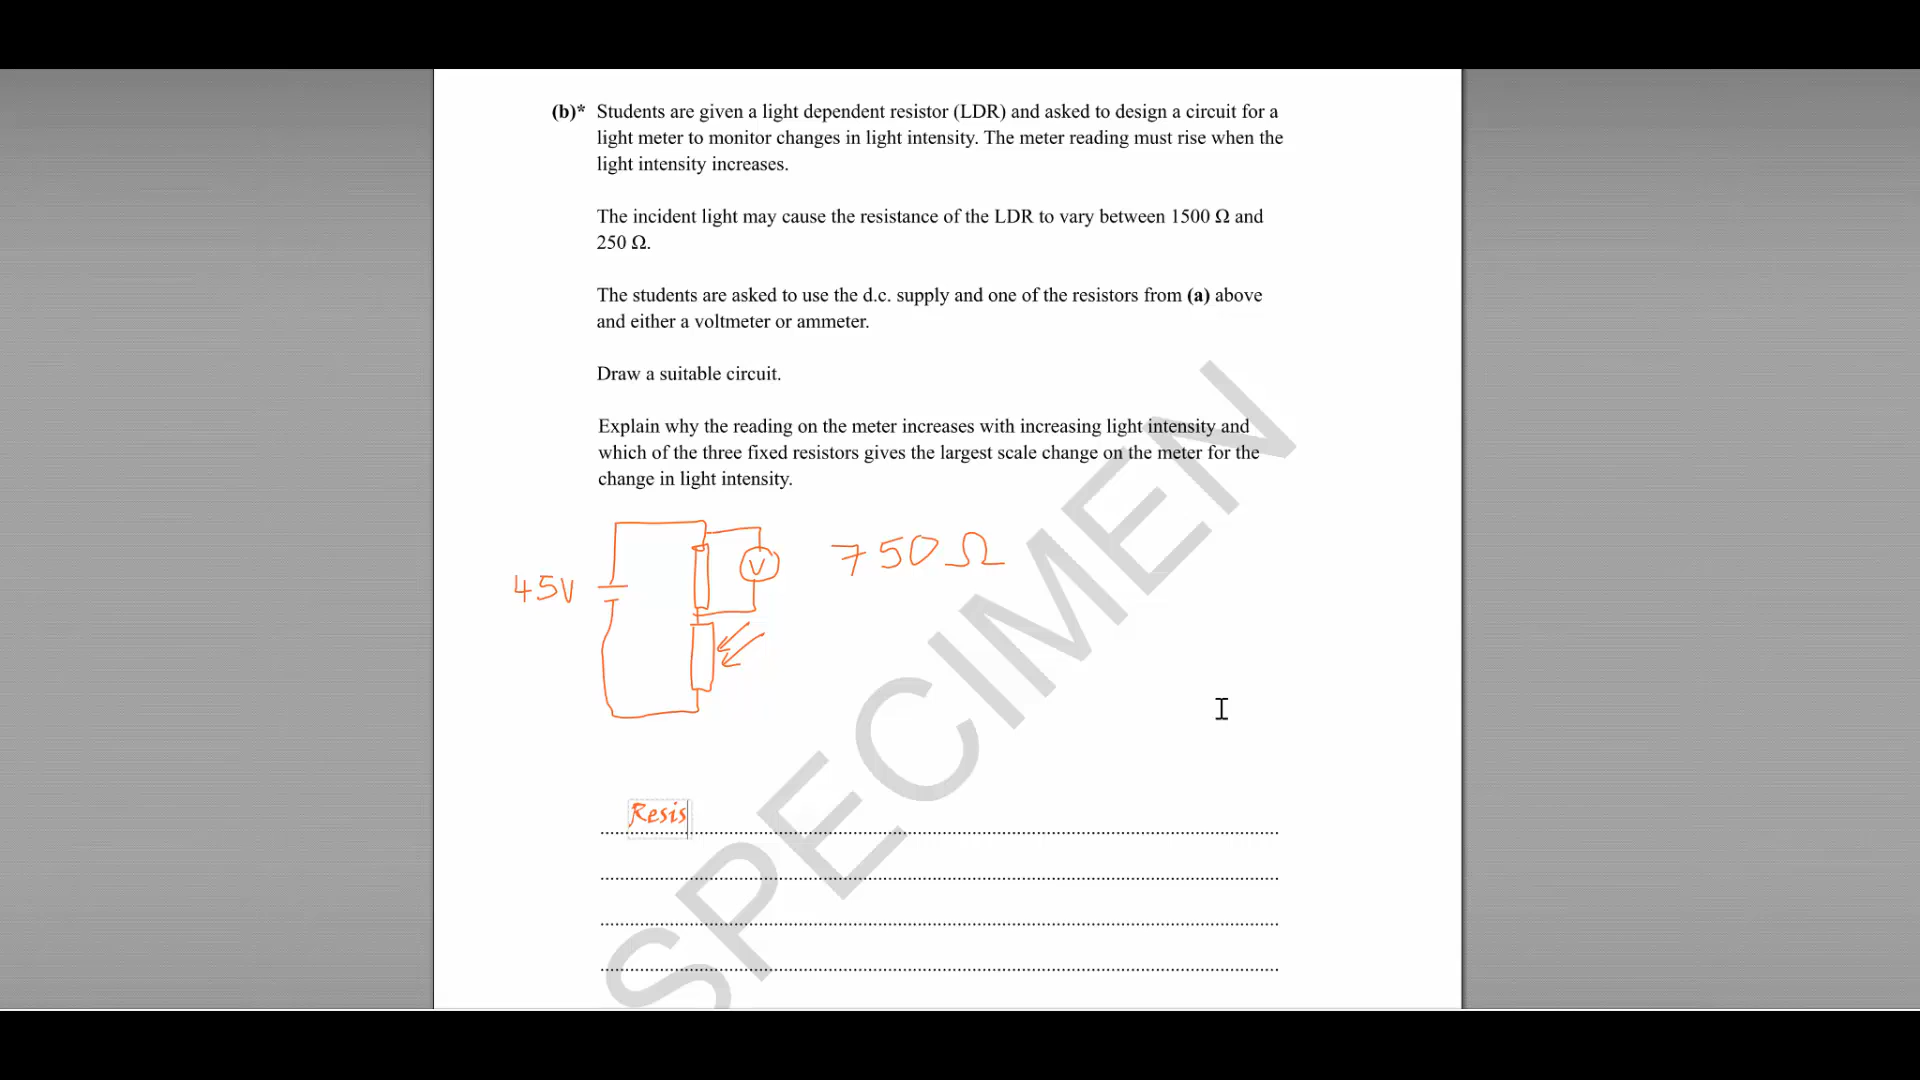 (b)* Students are given a light dependent resistor (LDR) and asked to design a circuit for a
light meter to monitor changes in light intensity. The meter reading must rise when the
light intensity increases.
The incident light may cause the resistance of the LDR to vary between 1500 Ω and
250 Ω.
The students are asked to use the d.c. supply and one of the resistors from (a) above
and either a voltmeter or ammeter.
Draw a suitable circuit.
Explain why the reading on the meter increases with increasing light intensity and
which of the three fixed resistors gives the largest scale change on the meter for the
change in light intensity.
45V
V
750 Ω
Resis
SPECIMEN